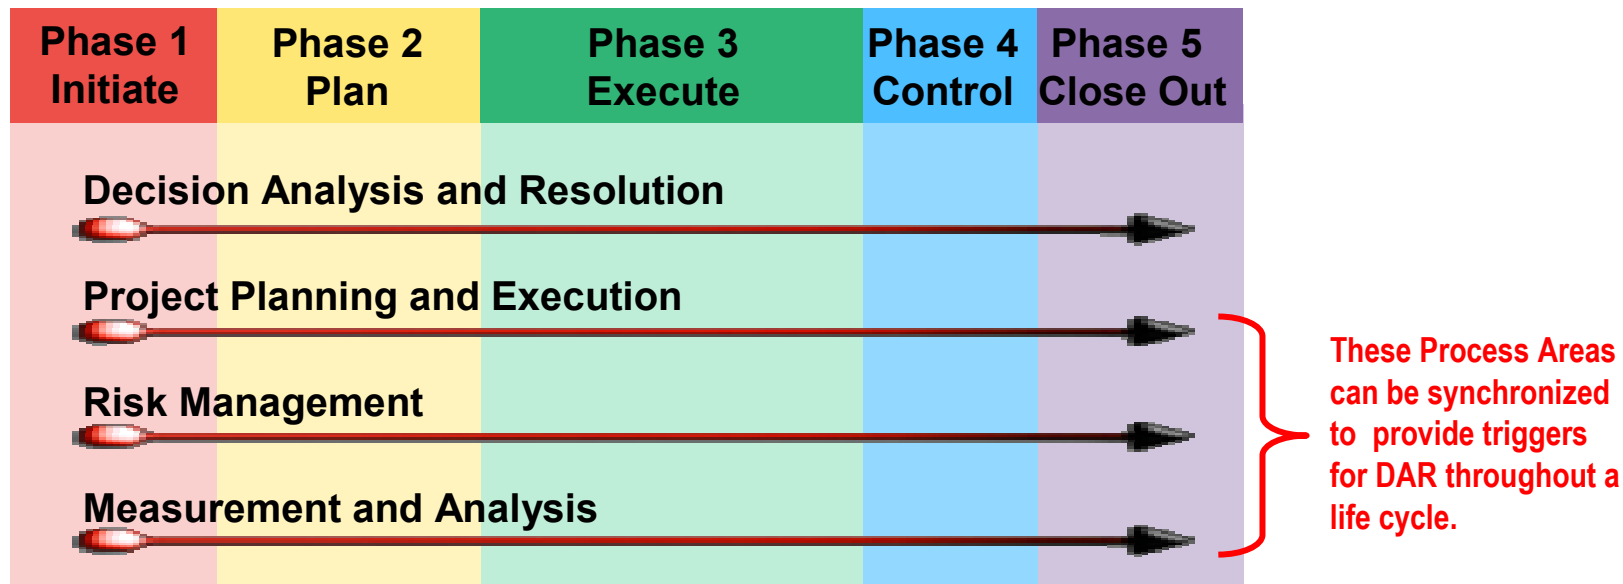 Phase 1
Initiate
Phase 2
Plan
Phase 3
Execute
Phase 4
Control
Phase 5
Close Out
Decision Analysis and Resolution
Project Planning and Execution
Risk Management
Measurement and Analysis
These Process Areas
can be synchronized
to provide triggers
for DAR throughout a
life cycle.